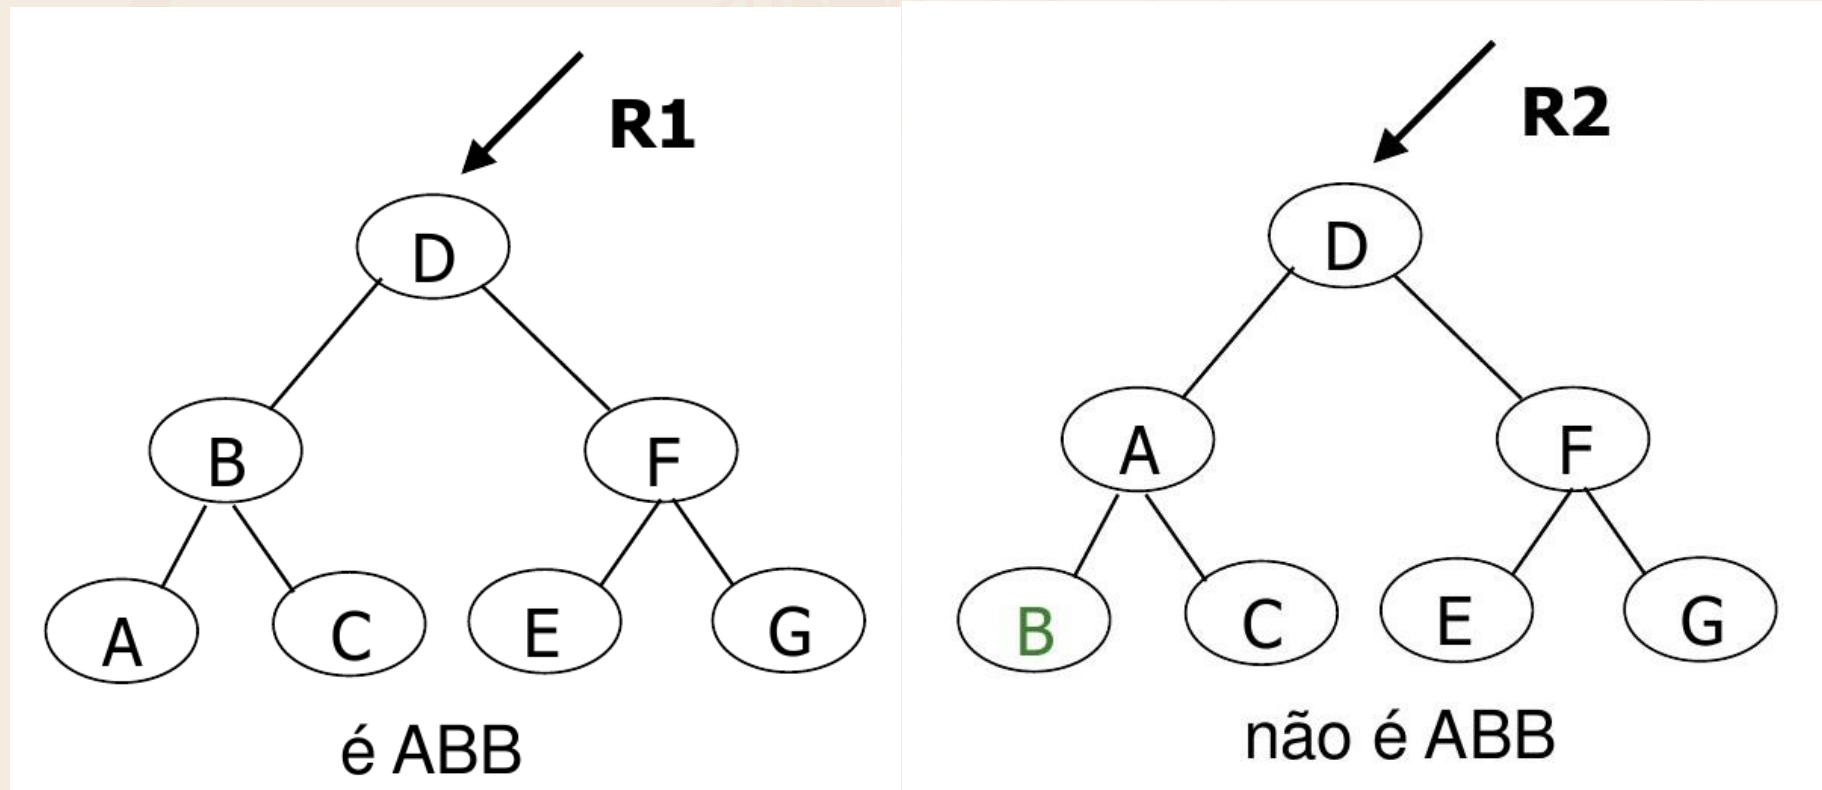 R1
D
B F
A C E G
é ABB
R2
D
A F
B C E G
não é ABB